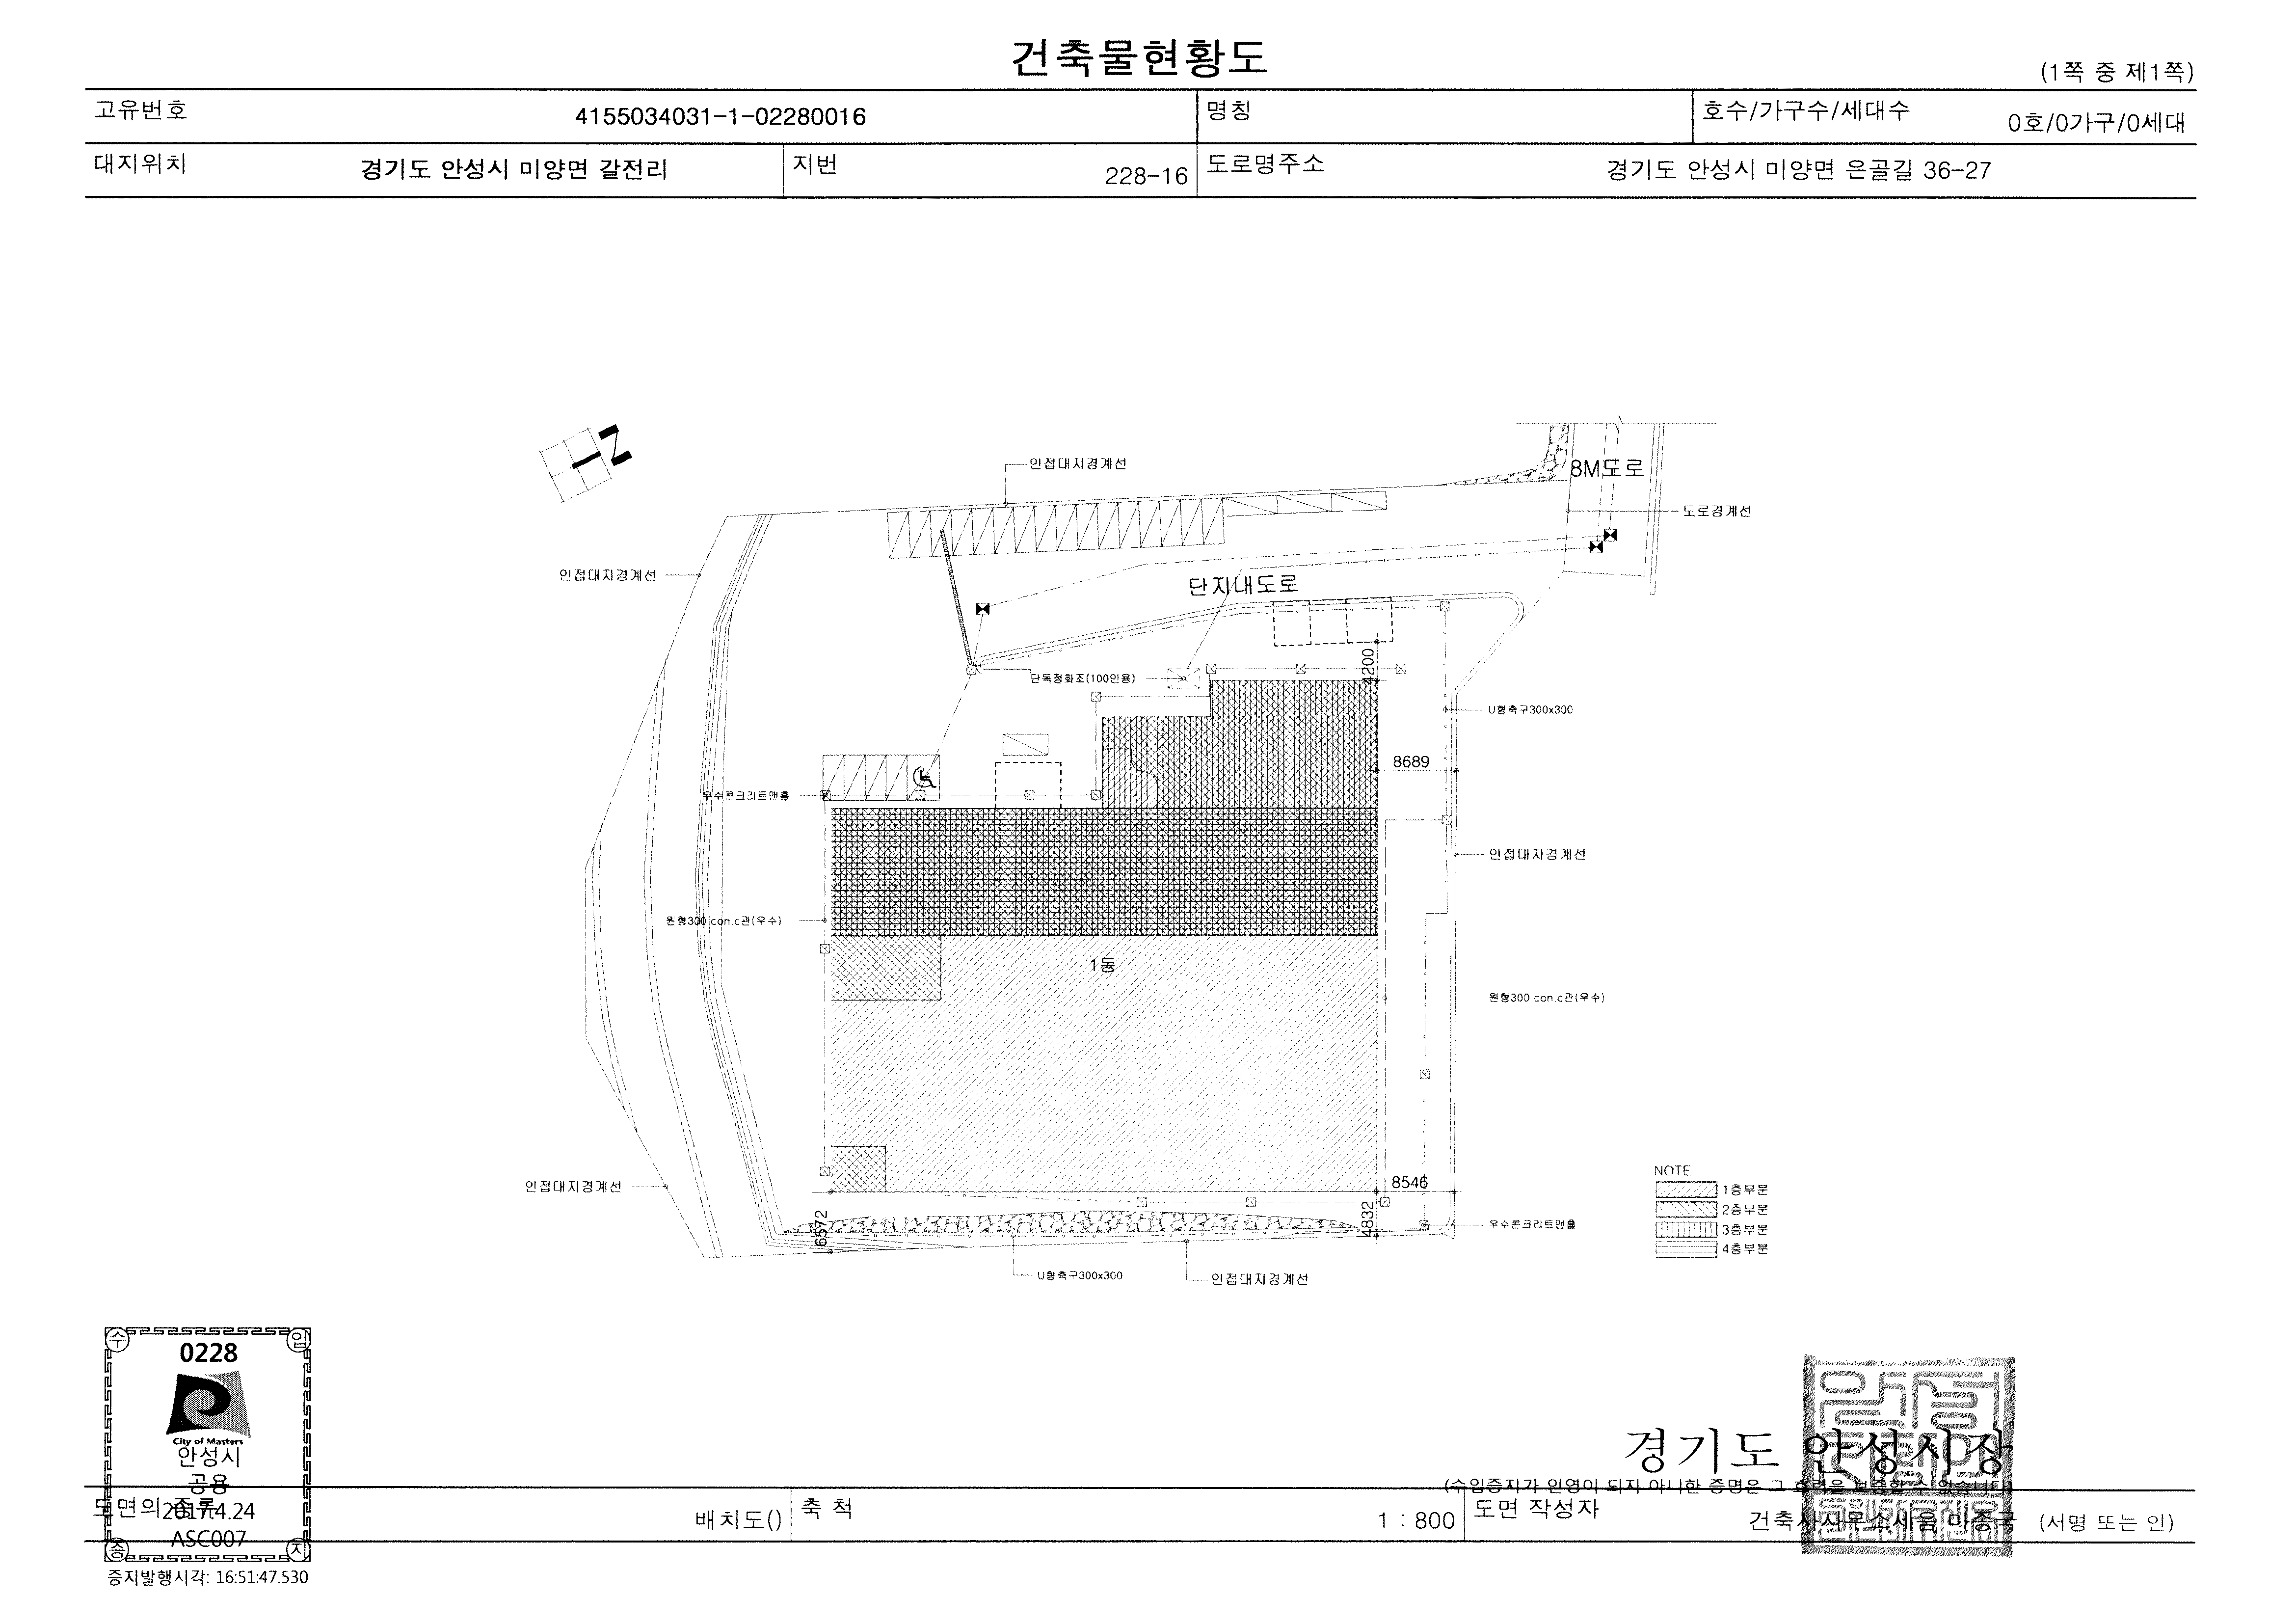 건축물현황도
(1쪽 중 제1쪽)
고유번호 4155034031-1-02280016 명칭 호수/가구수/세대수 0호/0가구/0세대
대지위치 경기도 안성시 미양면 갈전리 지번 228-16 도로명주소 경기도 안성시 미양면 은골길 36-27
N
인접대지경계선
8M도로
도로경계선
인접대지경계선
단지내도로
4200
단독정화조(100인용)
U형측구300x300
8689
우수콘크리트맨홀
인접대지경계선
원형300 con.c관(우수)
1동
원형300 con.c관(우수)
인접대지경계선
8546
6572
4832
우수콘크리트맨홀
U형측구300x300
인접대지경계선
NOTE
1층부분
2층부분
3층부분
4층부분
수 입
0228
City of Masters
안성시
공용
2017.4.24
ASC007
증 지
증지발행시각: 16:51:47.530
경기도 안성시장
(수입증지가 인영이 되지 아니한 증명은 그 효력을 보증할 수 없습니다)
도면의 종류 배치도() 축 척 1 : 800 도면 작성자 건축사사무소세움 마종국 (서명 또는 인)